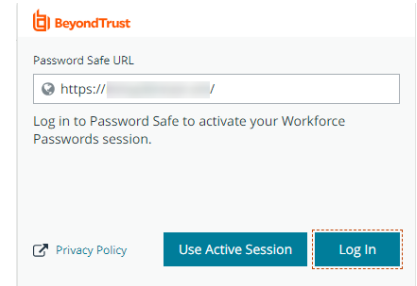 BeyondTrust
Password Safe URL
https:// /
Log in to Password Safe to activate your Workforce
Passwords session.
Privacy Policy
Use Active Session
Log In